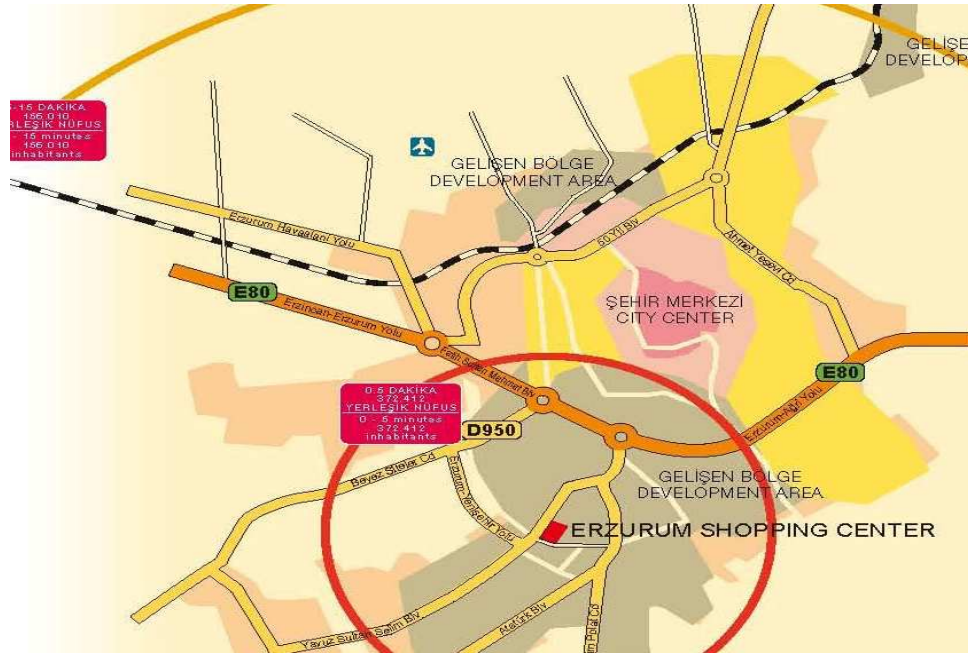 GELİŞE
DEVELOP
-15 DAKİKA
156.010
RLEŞİK NÜFUS
- 15 minutes
156.010
inhabitants
GELİŞEN BÖLGE
DEVELOPMENT AREA
Erzurum Havaalanı Yolu
50.Yıl Blv
Ahmet Yesevi Cd
E80
Erzincan-Erzurum Yolu
ŞEHİR MERKEZİ
CITY CENTER
Fatih Sultan Mehmet Blv
E80
Erzurum-Ağrı Yolu
0.5 DAKİKA
372.412
YERLEŞİK NÜFUS
0 - 5 minutes
372.412
inhabitants
D950
Erzurum-Yenişehir Yolu
GELİŞEN BÖLGE
DEVELOPMENT AREA
ERZURUM SHOPPING CENTER
Yavuz Sultan Selim Blv
Atatürk Blv
Polat Cd